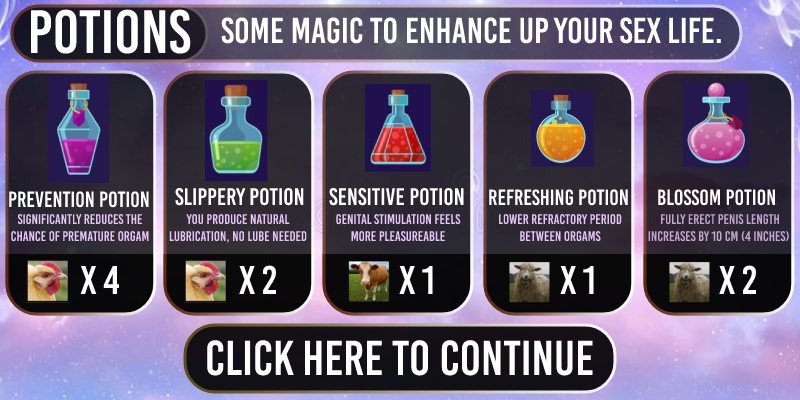 POTIONS
SOME MAGIC TO ENHANCE UP YOUR SEX LIFE.
PREVENTION POTION
SIGNIFICANTLY REDUCES THE
CHANCE OF PREMATURE ORGAM
X 4
SLIPPERY POTION
YOU PRODUCE NATURAL
LUBRICATION, NO LUBE NEEDED
X 2
SENSITIVE POTION
GENITAL STIMULATION FEELS
MORE PLEASUREABLE
X 1
REFRESHING POTION
LOWER REFRACTORY PERIOD
BETWEEN ORGAMS
X 1
BLOSSOM POTION
FULLY ERECT PENIS LENGTH
INCREASES BY 10 CM (4 INCHES)
X 2
CLICK HERE TO CONTINUE